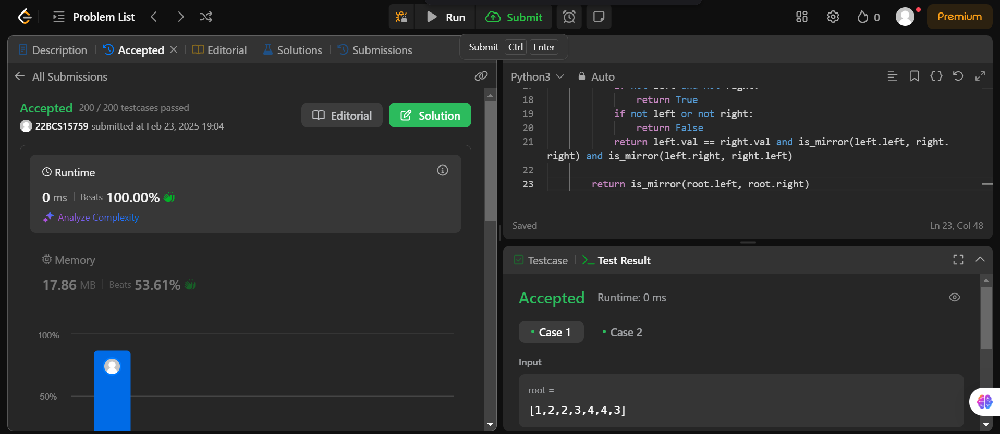 Problem List
Run
Submit
0
Premium
Description
Accepted
Editorial
Solutions
Submissions
Submit Ctrl Enter
All Submissions
Accepted 200 / 200 testcases passed
22BCS15759 submitted at Feb 23, 2025 19:04
Editorial
Solution
Runtime
0 ms Beats 100.00%
Analyze Complexity
Memory
17.86 MB Beats 53.61%
100%
50%
Python3 Auto
18 return True
19 if not left or not right:
20 return False
21 return left.val == right.val and is_mirror(left.left, right.
right) and is_mirror(left.right, right.left)
22
23 return is_mirror(root.left, root.right)
Saved
Ln 23, Col 48
Testcase
Test Result
Accepted Runtime: 0 ms
Case 1
Case 2
Input
root =
[1,2,2,3,4,4,3]